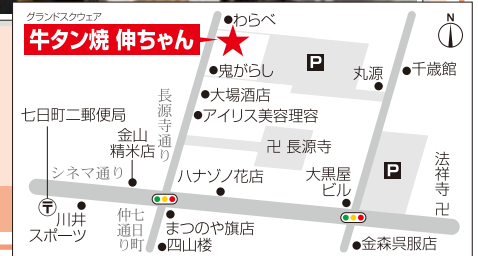 グランドスクウェア
牛タン焼 伸ちゃん
わらべ
N
P
鬼がらし
丸源
千歳館
大場酒店
長源寺通り
アイリス美容理容
七日町二郵便局
金山
精米店
卍 長源寺
シネマ通り
ハナゾノ花店
大黒屋
ビル
P
法祥寺 卍
〒
川井
スポーツ
七日町
仲通り
まつのや旗店
四山楼
金森呉服店